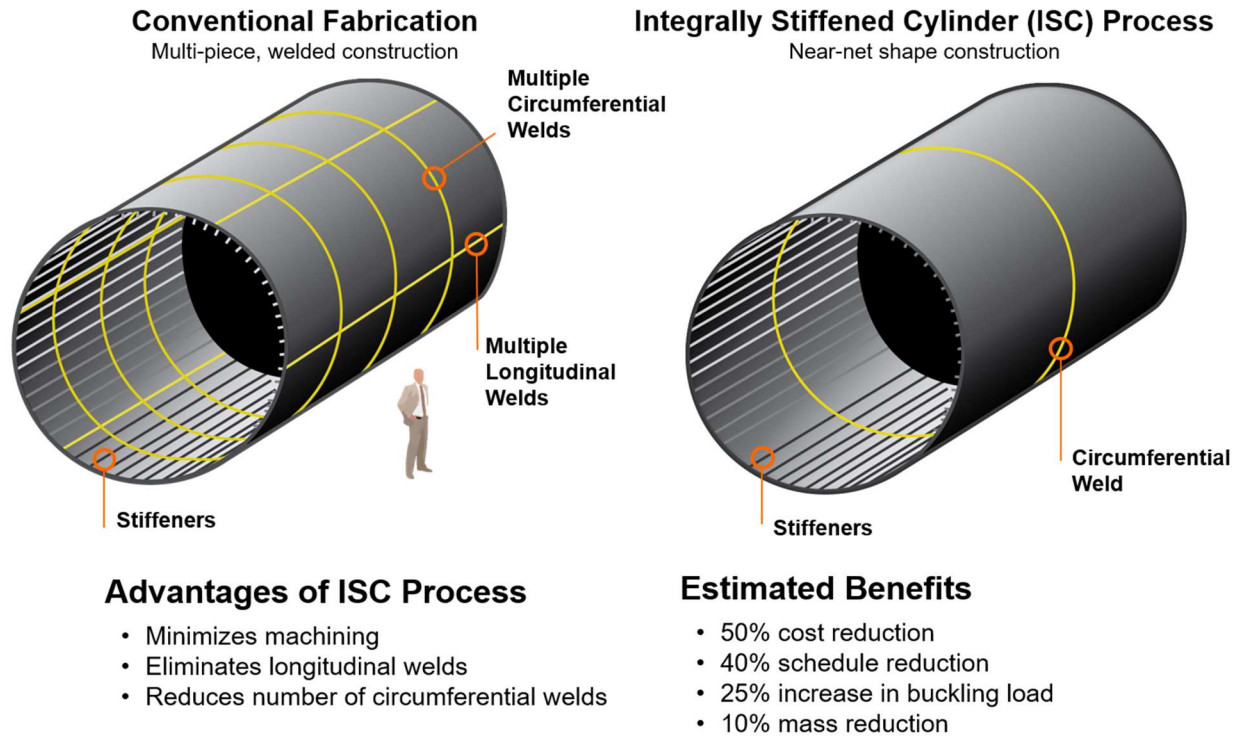 Conventional Fabrication
Multi-piece, welded construction
Multiple
Circumferential
Welds
Multiple
Longitudinal
Welds
Stiffeners
Integrally Stiffened Cylinder (ISC) Process
Near-net shape construction
Circumferential
Weld
Stiffeners
Advantages of ISC Process
• Minimizes machining
• Eliminates longitudinal welds
• Reduces number of circumferential welds
Estimated Benefits
• 50% cost reduction
• 40% schedule reduction
• 25% increase in buckling load
• 10% mass reduction